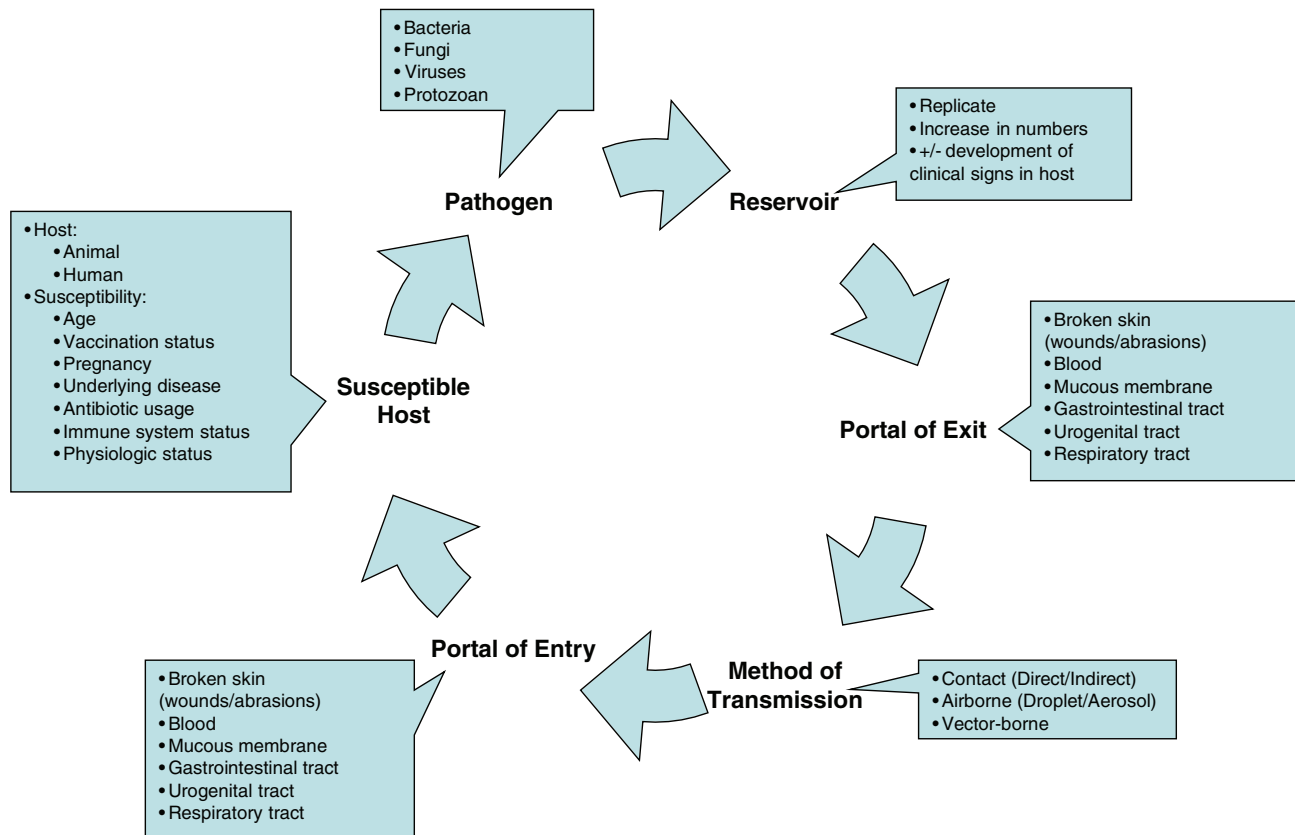 • Bacteria
• Fungi
• Viruses
• Protozoan
Pathogen
• Replicate
• Increase in numbers
• +/- development of
clinical signs in host
Reservoir
• Broken skin
(wounds/abrasions)
• Blood
• Mucous membrane
• Gastrointestinal tract
• Urogenital tract
• Respiratory tract
Portal of Exit
• Contact (Direct/Indirect)
• Airborne (Droplet/Aerosol)
• Vector-borne
Method of
Transmission
Portal of Entry
• Broken skin
(wounds/abrasions)
• Blood
• Mucous membrane
• Gastrointestinal tract
• Urogenital tract
• Respiratory tract
• Host:
• Animal
• Human
• Susceptibility:
• Age
• Vaccination status
• Pregnancy
• Underlying disease
• Antibiotic usage
• Immune system status
• Physiologic status
Susceptible
Host